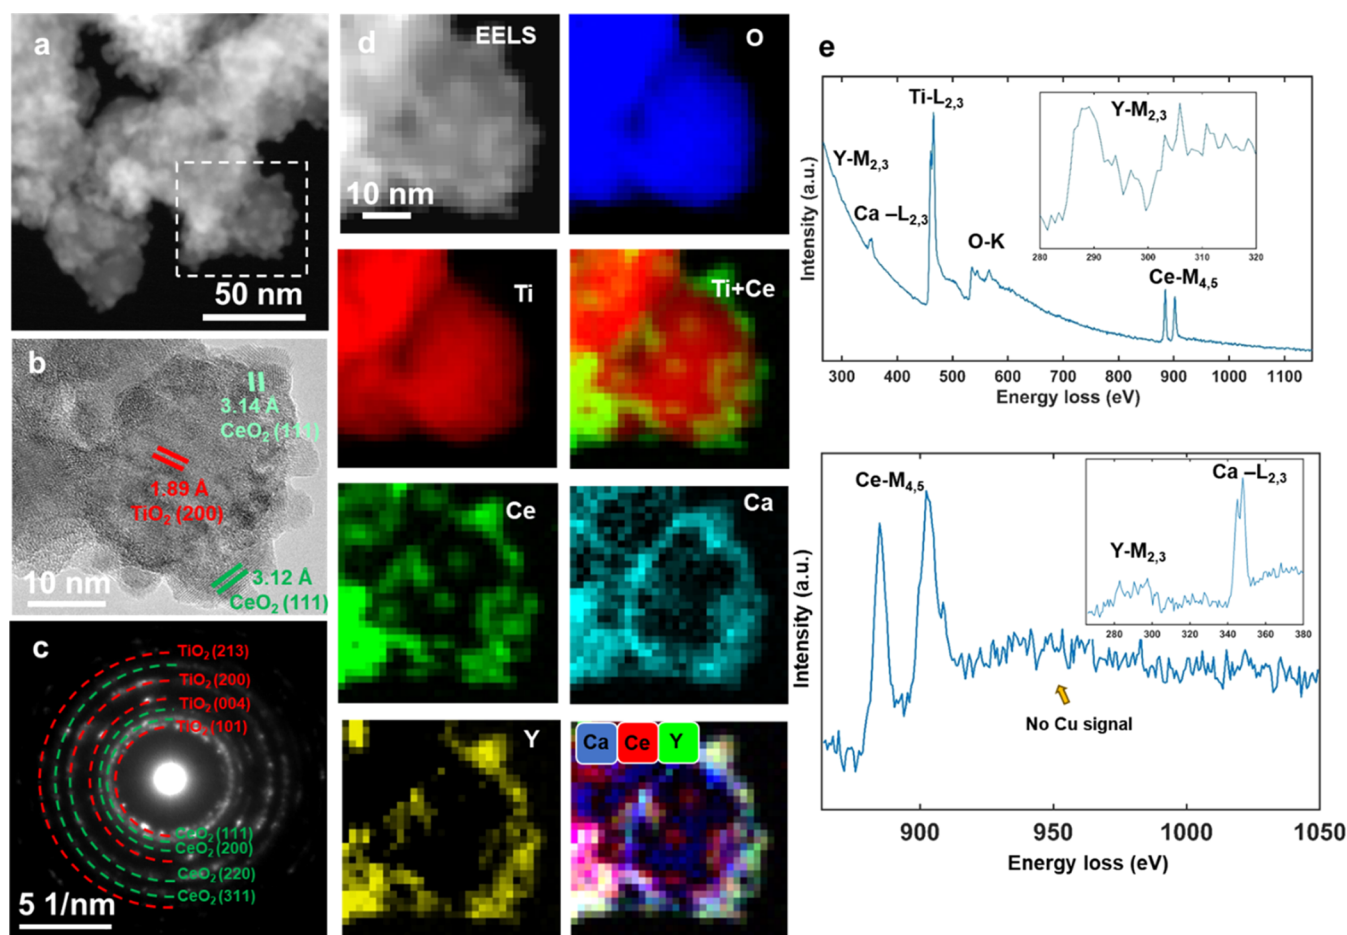 a
50 nm
b
3.14 Å
CeO2 (111)
1.89 Å
TiO2 (200)
3.12 Å
CeO2 (111)
10 nm
c
TiO2 (213)
TiO2 (200)
TiO2 (004)
TiO2 (101)
CeO2 (111)
CeO2 (200)
CeO2 (220)
CeO2 (311)
5 1/nm
d
EELS
10 nm
O
Ti
Ti+Ce
Ce
Ca
Y
Ca Ce Y
e
Intensity (a.u.)
Y-M2,3
Ca –L2,3
Ti-L2,3
O-K
Ce-M4,5
Y-M2,3
280 290 300 310 320
300 400 500 600 700 800 900 1000 1100
Energy loss (eV)
Intensity (a.u.)
Ce-M4,5
Ca –L2,3
Y-M2,3
280 300 320 340 360 380
No Cu signal
900 950 1000 1050
Energy loss (eV)